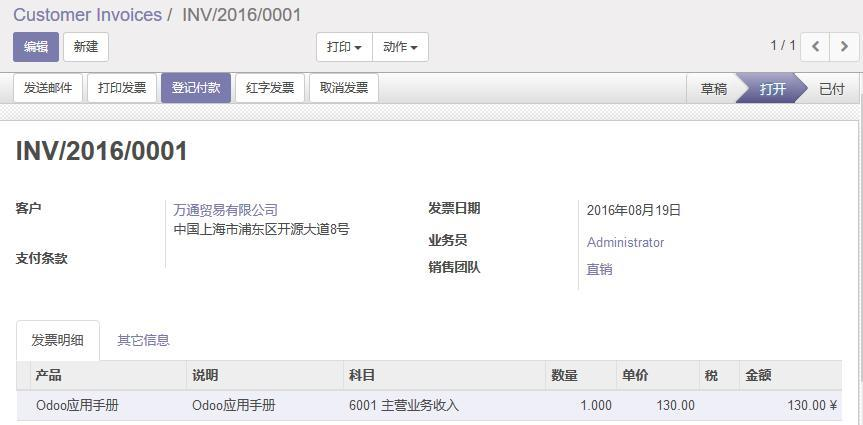 Customer Invoices / INV/2016/0001
编辑 新建 打印 动作 1 / 1
发送邮件 打印发票 登记付款 红字发票 取消发票 草稿 打开 已付
INV/2016/0001
客户 万通贸易有限公司 发票日期 2016年08月19日
中国上海市浦东区开源大道8号
业务员 Administrator
支付条款 销售团队 直销
发票明细 其它信息
产品 说明 科目 数量 单价 税 金额
Odoo应用手册 Odoo应用手册 6001 主营业务收入 1.000 130.00 130.00 ¥